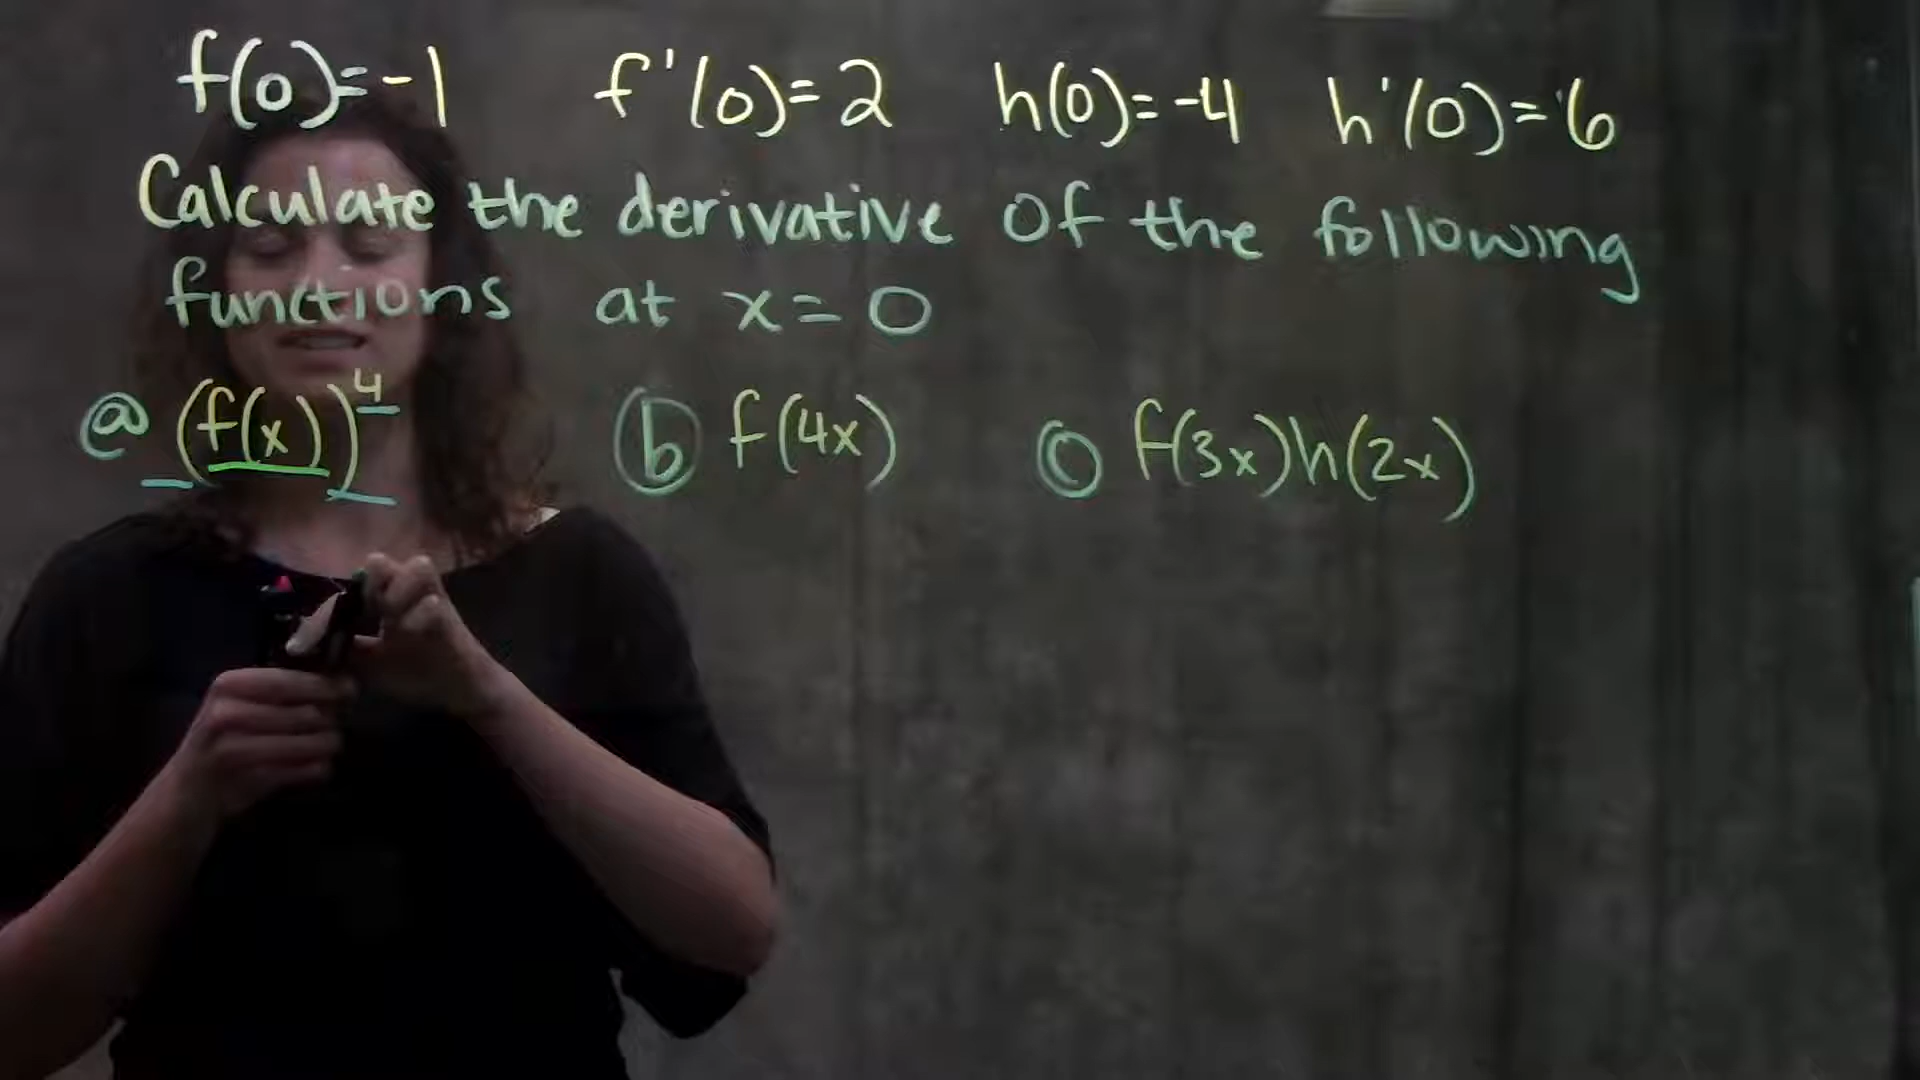 f(0)=-1 f'(0)=2 h(0)=-4 h'(0)=6
Calculate the derivative of the following
functions at x=0
ⓐ (f(x))⁴ ⓑ f(4x) ⓒ f(3x)h(2x)